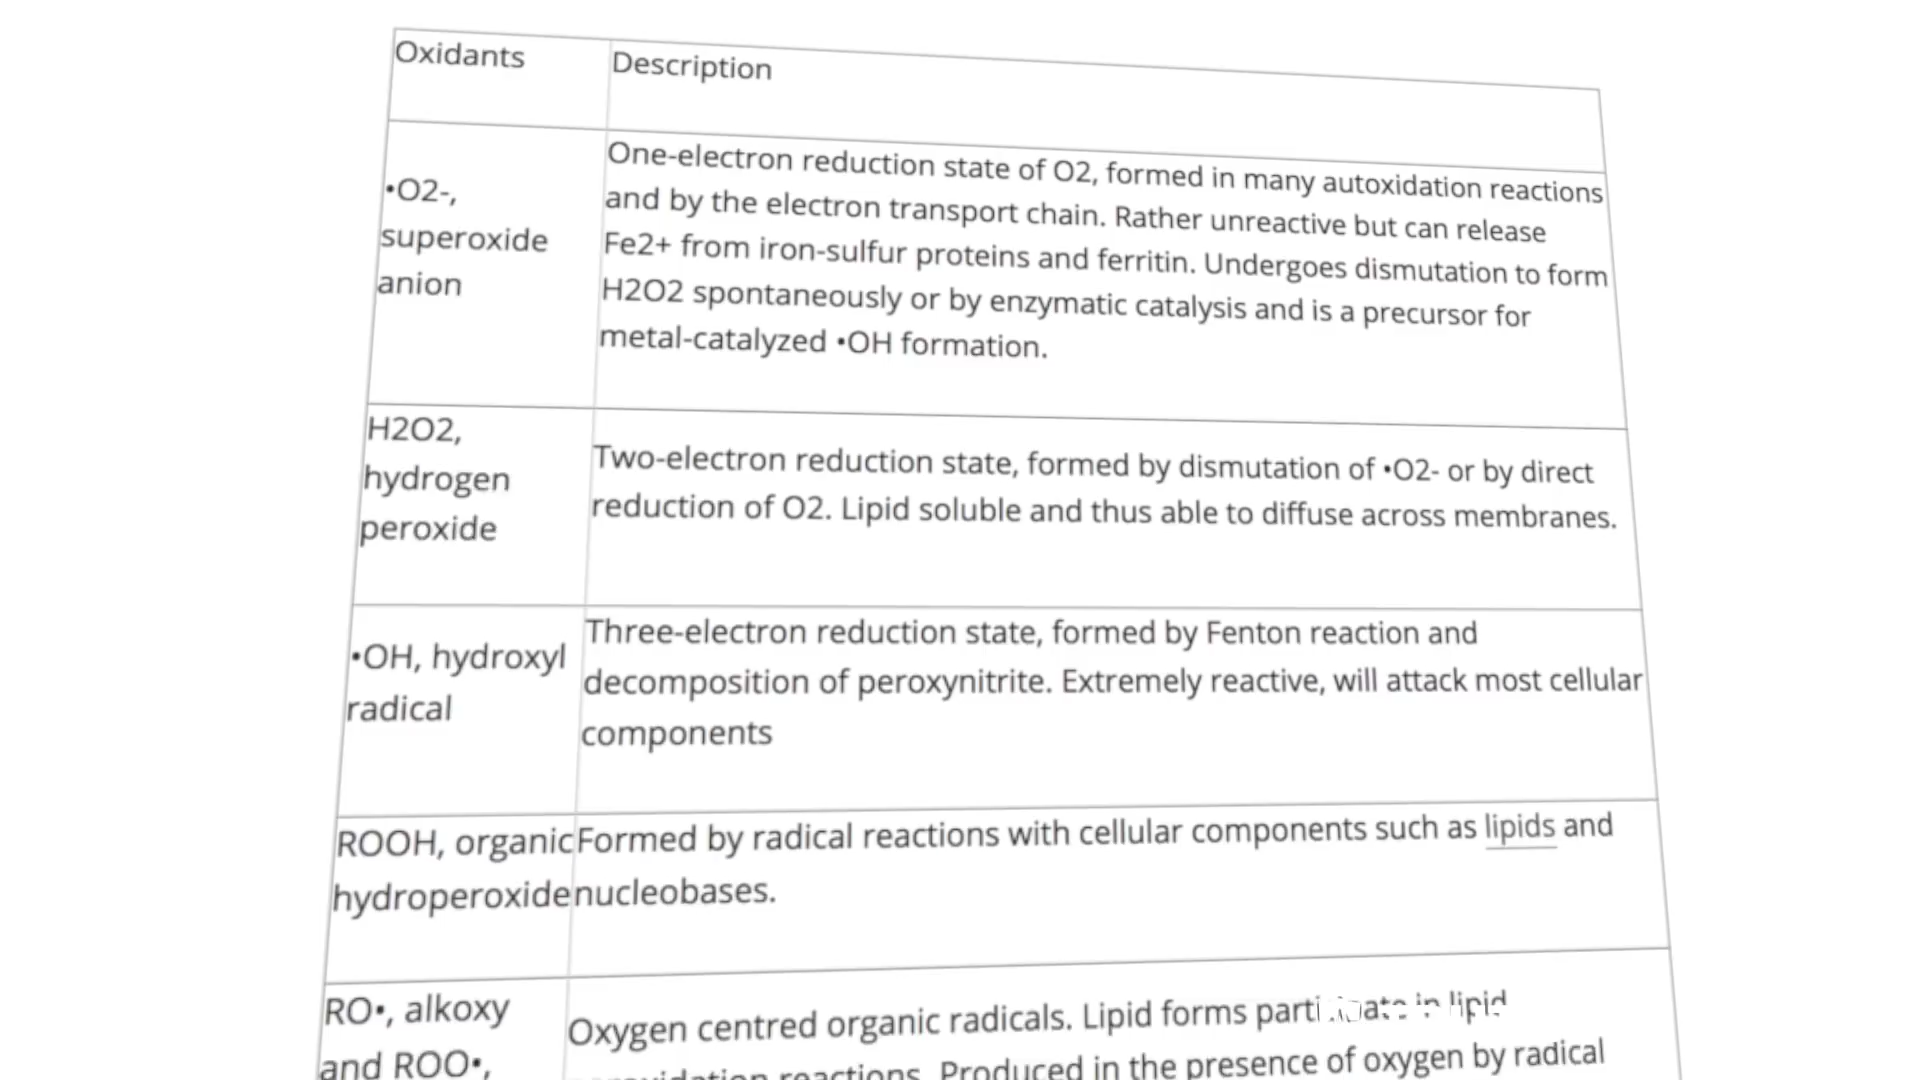 Oxidants
Description
•O2-,
superoxide
anion
One-electron reduction state of O2, formed in many autoxidation reactions
and by the electron transport chain. Rather unreactive but can release
Fe2+ from iron-sulfur proteins and ferritin. Undergoes dismutation to form
H2O2 spontaneously or by enzymatic catalysis and is a precursor for
metal-catalyzed •OH formation.
H2O2,
hydrogen
peroxide
Two-electron reduction state, formed by dismutation of •O2- or by direct
reduction of O2. Lipid soluble and thus able to diffuse across membranes.
•OH, hydroxyl
radical
Three-electron reduction state, formed by Fenton reaction and
decomposition of peroxynitrite. Extremely reactive, will attack most cellular
components
ROOH, organic
hydroperoxide
Formed by radical reactions with cellular components such as lipids and
nucleobases.
RO•, alkoxy
and ROO•,
Oxygen centred organic radicals. Lipid forms participate in lipid
reactions. Produced in the presence of oxygen by radical